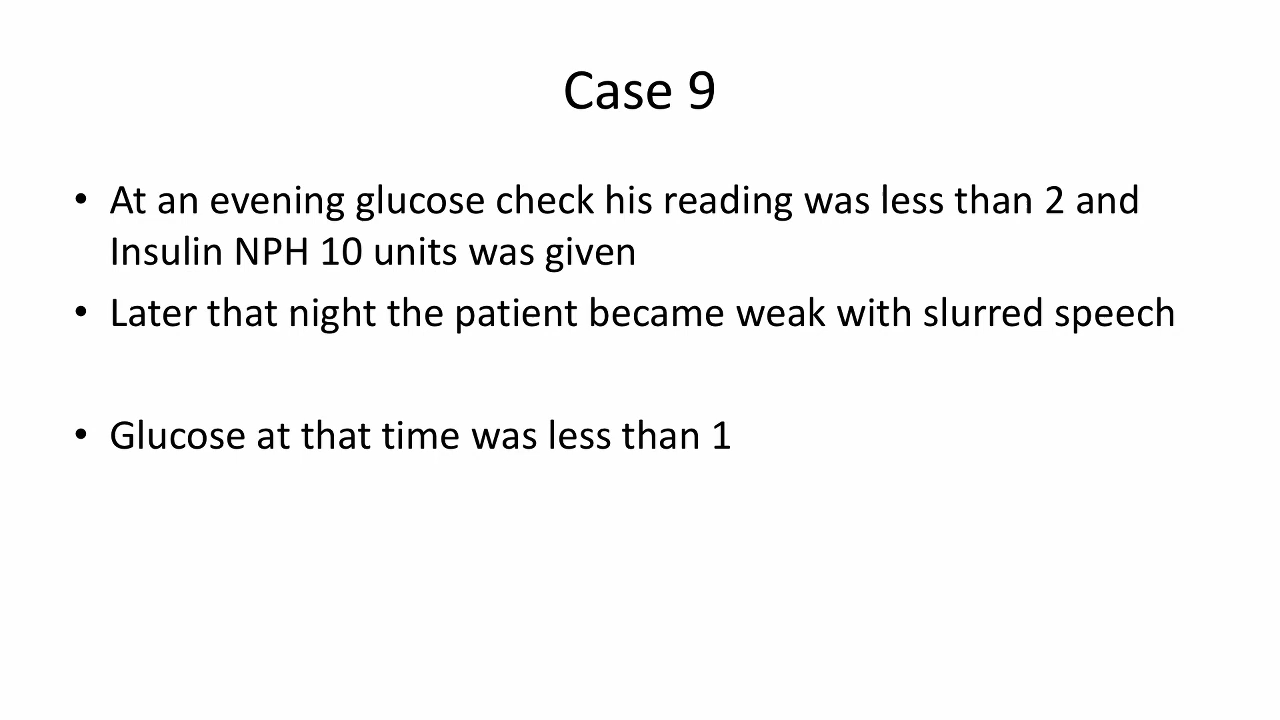 Case 9
• At an evening glucose check his reading was less than 2 and
Insulin NPH 10 units was given
• Later that night the patient became weak with slurred speech
• Glucose at that time was less than 1